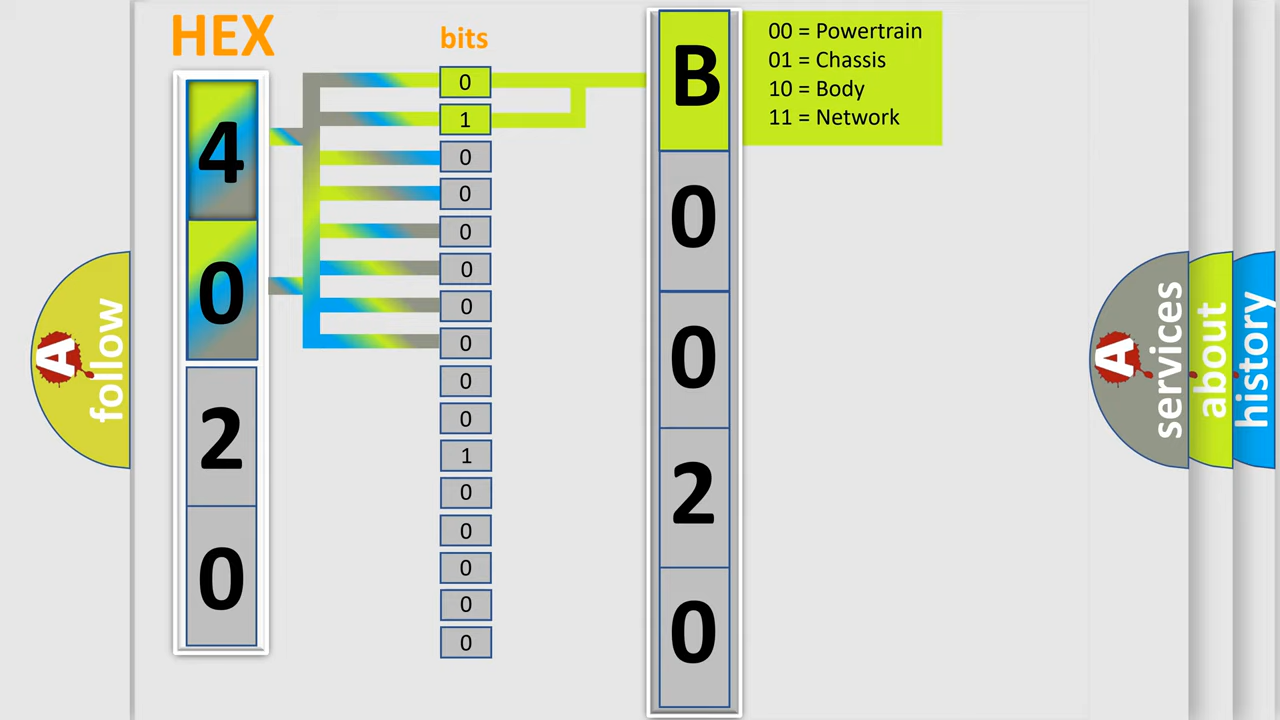 HEX
bits
4
0
2
0
0
1
0
0
0
0
0
0
0
0
1
0
0
0
0
0
B
0
0
2
0
00 = Powertrain
01 = Chassis
10 = Body
11 = Network
A
follow
A
services
about
history